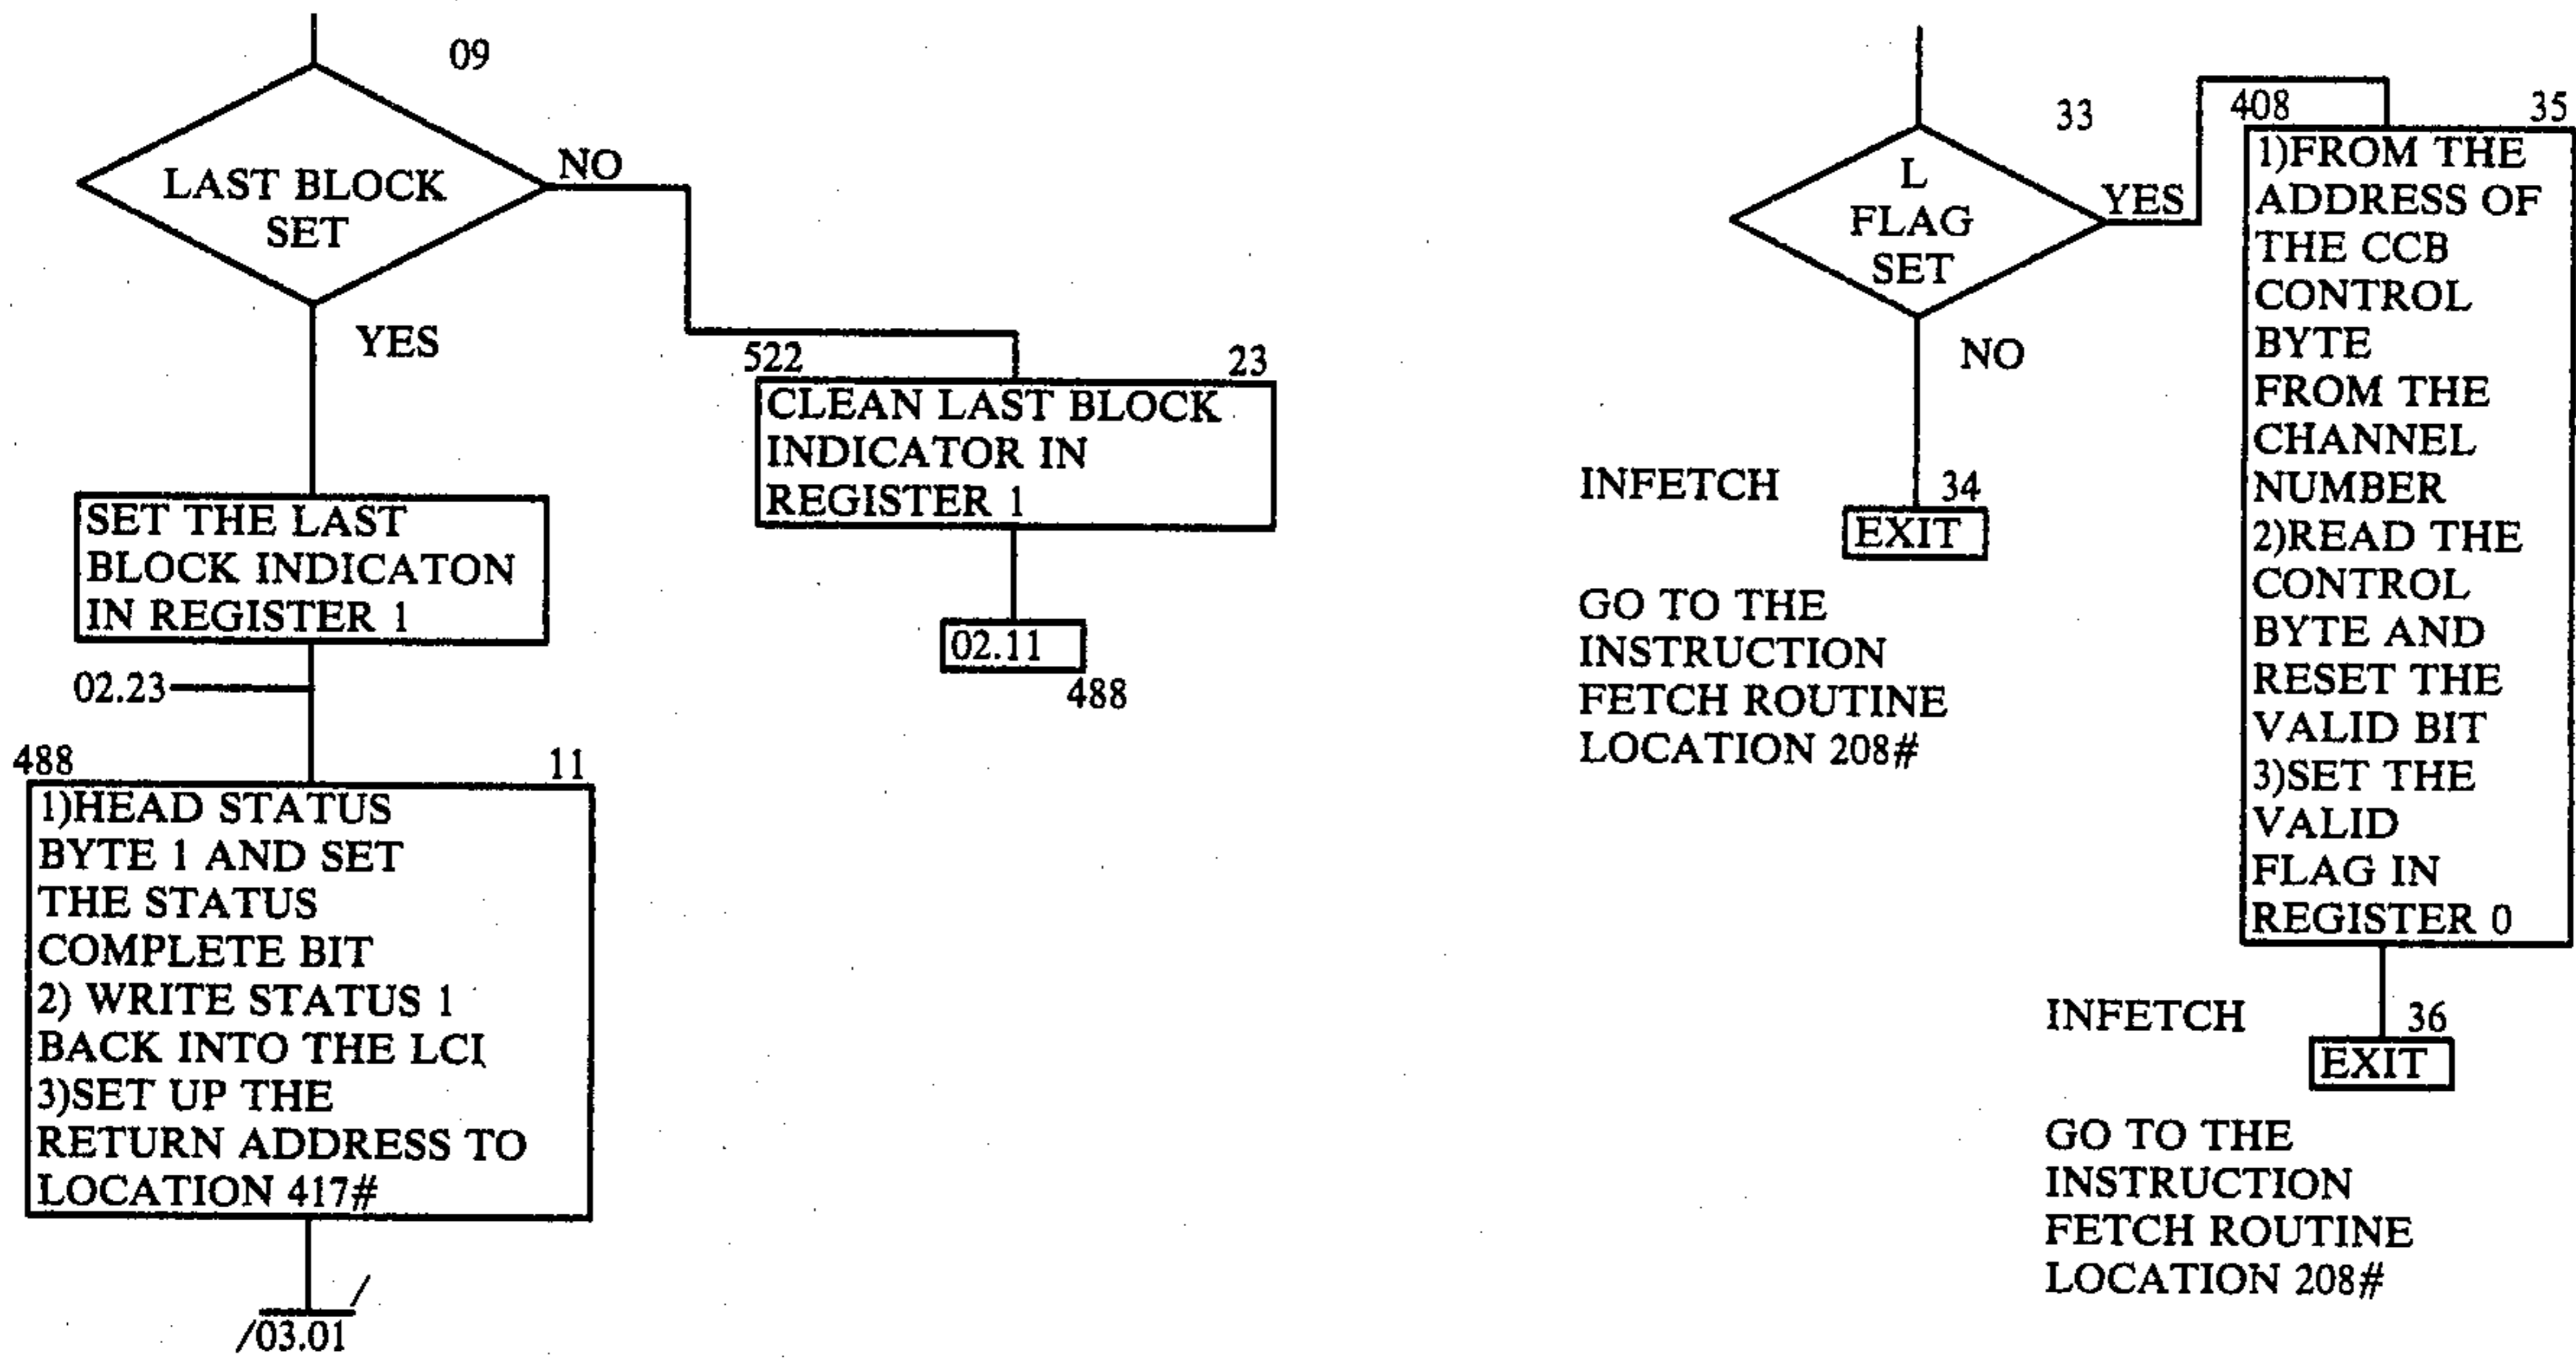 09
LAST BLOCK
SET
NO
YES
522
23
CLEAN LAST BLOCK
INDICATOR IN
REGISTER 1
02.11
488
SET THE LAST
BLOCK INDICATON
IN REGISTER 1
02.23
488
11
1)HEAD STATUS
BYTE 1 AND SET
THE STATUS
COMPLETE BIT
2) WRITE STATUS 1
BACK INTO THE LCI
3)SET UP THE
RETURN ADDRESS TO
LOCATION 417#
/
/03.01
33
L
FLAG
SET
YES
NO
INFETCH
34
EXIT
GO TO THE
INSTRUCTION
FETCH ROUTINE
LOCATION 208#
408
35
1)FROM THE
ADDRESS OF
THE CCB
CONTROL
BYTE
FROM THE
CHANNEL
NUMBER
2)READ THE
CONTROL
BYTE AND
RESET THE
VALID BIT
3)SET THE
VALID
FLAG IN
REGISTER 0
INFETCH
36
EXIT
GO TO THE
INSTRUCTION
FETCH ROUTINE
LOCATION 208#